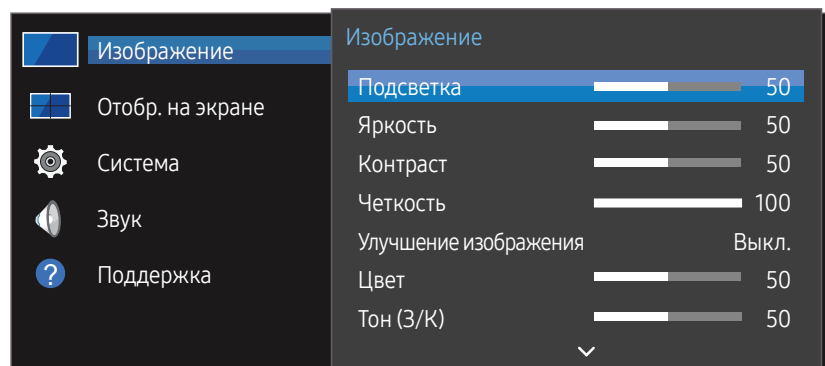 Изображение
Отобр. на экране
Система
Звук
Поддержка
Изображение
Подсветка 50
Яркость 50
Контраст 50
Четкость 100
Улучшение изображения Выкл.
Цвет 50
Тон (З/К) 50